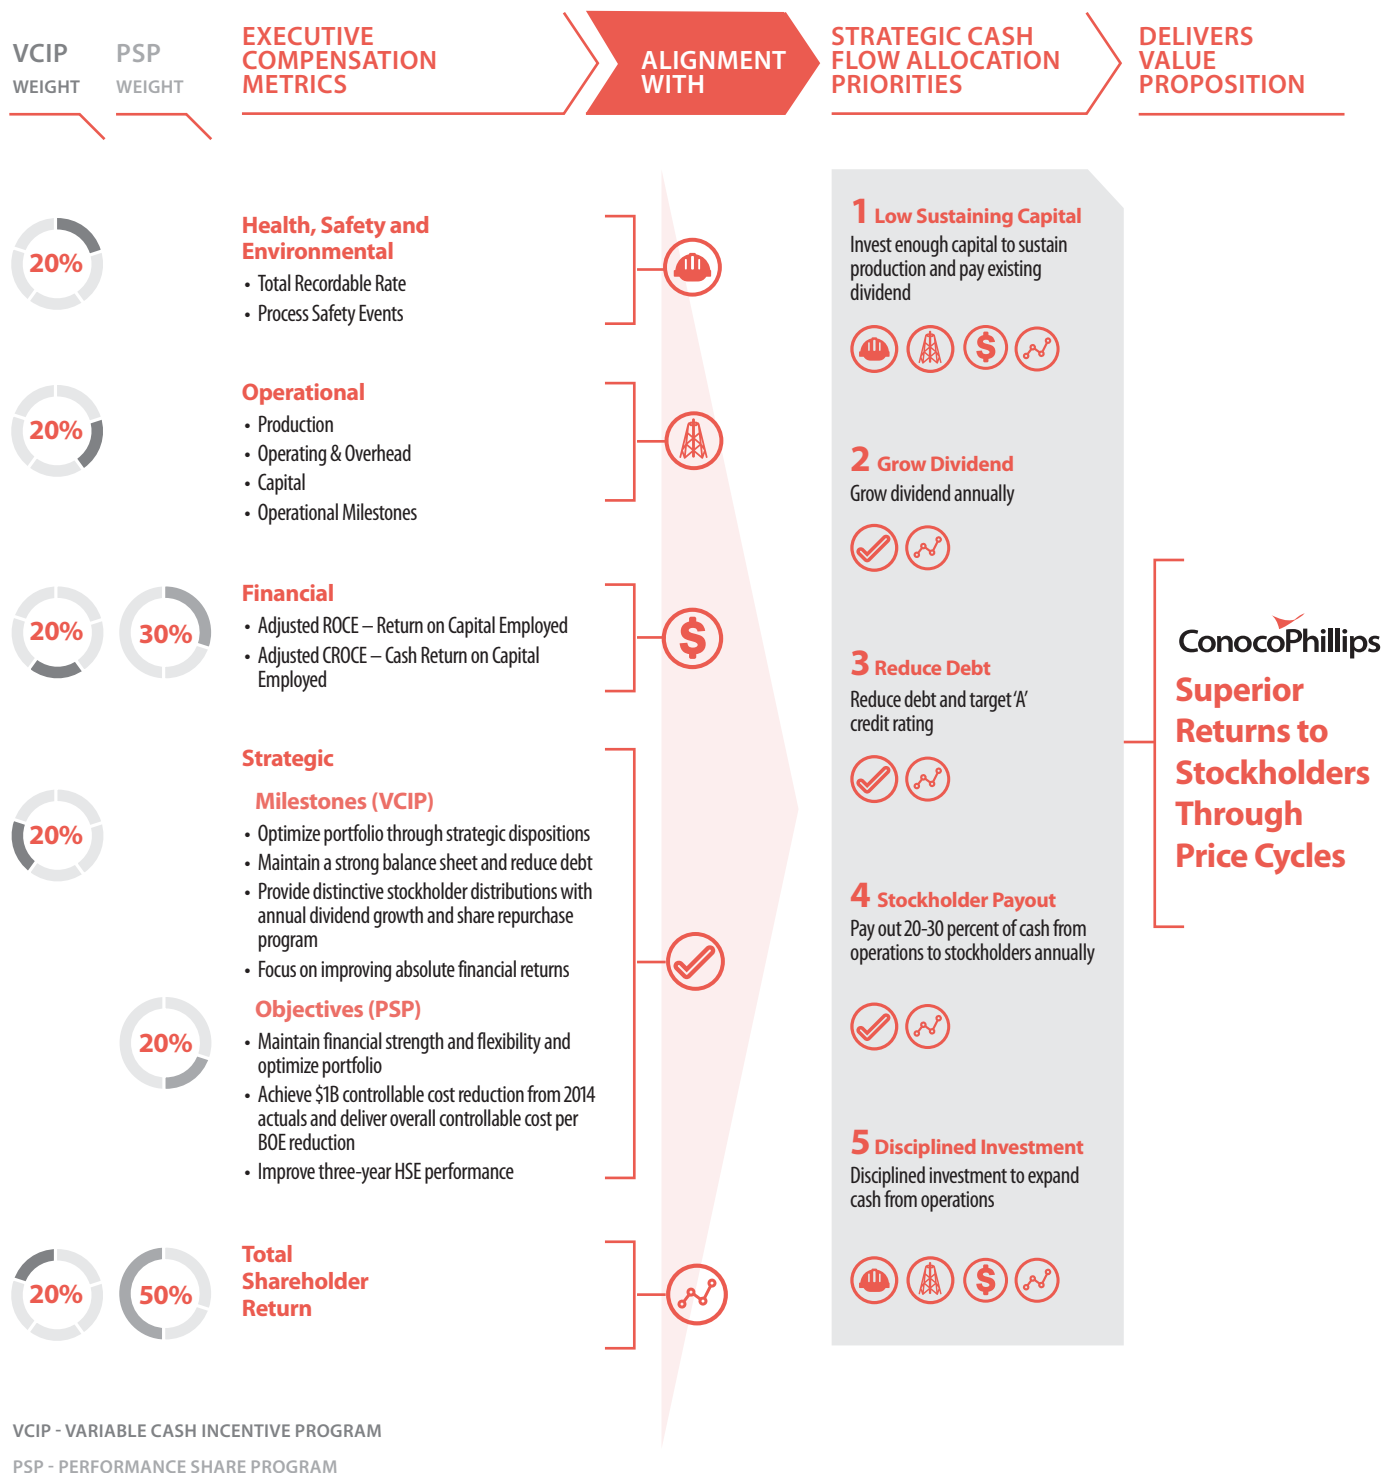 VCIP
WEIGHT
PSP
WEIGHT
EXECUTIVE
COMPENSATION
METRICS
ALIGNMENT
WITH
STRATEGIC CASH
FLOW ALLOCATION
PRIORITIES
DELIVERS
VALUE
PROPOSITION
20%
Health, Safety and
Environmental
• Total Recordable Rate
• Process Safety Events
20%
Operational
• Production
• Operating & Overhead
• Capital
• Operational Milestones
20%
30%
Financial
• Adjusted ROCE – Return on Capital Employed
• Adjusted CROCE – Cash Return on Capital
Employed
$
Strategic
20%
Milestones (VCIP)
• Optimize portfolio through strategic dispositions
• Maintain a strong balance sheet and reduce debt
• Provide distinctive stockholder distributions with
annual dividend growth and share repurchase
program
• Focus on improving absolute financial returns
20%
Objectives (PSP)
• Maintain financial strength and flexibility and
optimize portfolio
• Achieve $1B controllable cost reduction from 2014
actuals and deliver overall controllable cost per
BOE reduction
• Improve three-year HSE performance
20%
50%
Total
Shareholder
Return
1 Low Sustaining Capital
Invest enough capital to sustain
production and pay existing
dividend
$
2 Grow Dividend
Grow dividend annually
3 Reduce Debt
Reduce debt and target ‘A’
credit rating
4 Stockholder Payout
Pay out 20-30 percent of cash from
operations to stockholders annually
5 Disciplined Investment
Disciplined investment to expand
cash from operations
$
ConocoPhillips
Superior
Returns to
Stockholders
Through
Price Cycles
VCIP - VARIABLE CASH INCENTIVE PROGRAM
PSP - PERFORMANCE SHARE PROGRAM